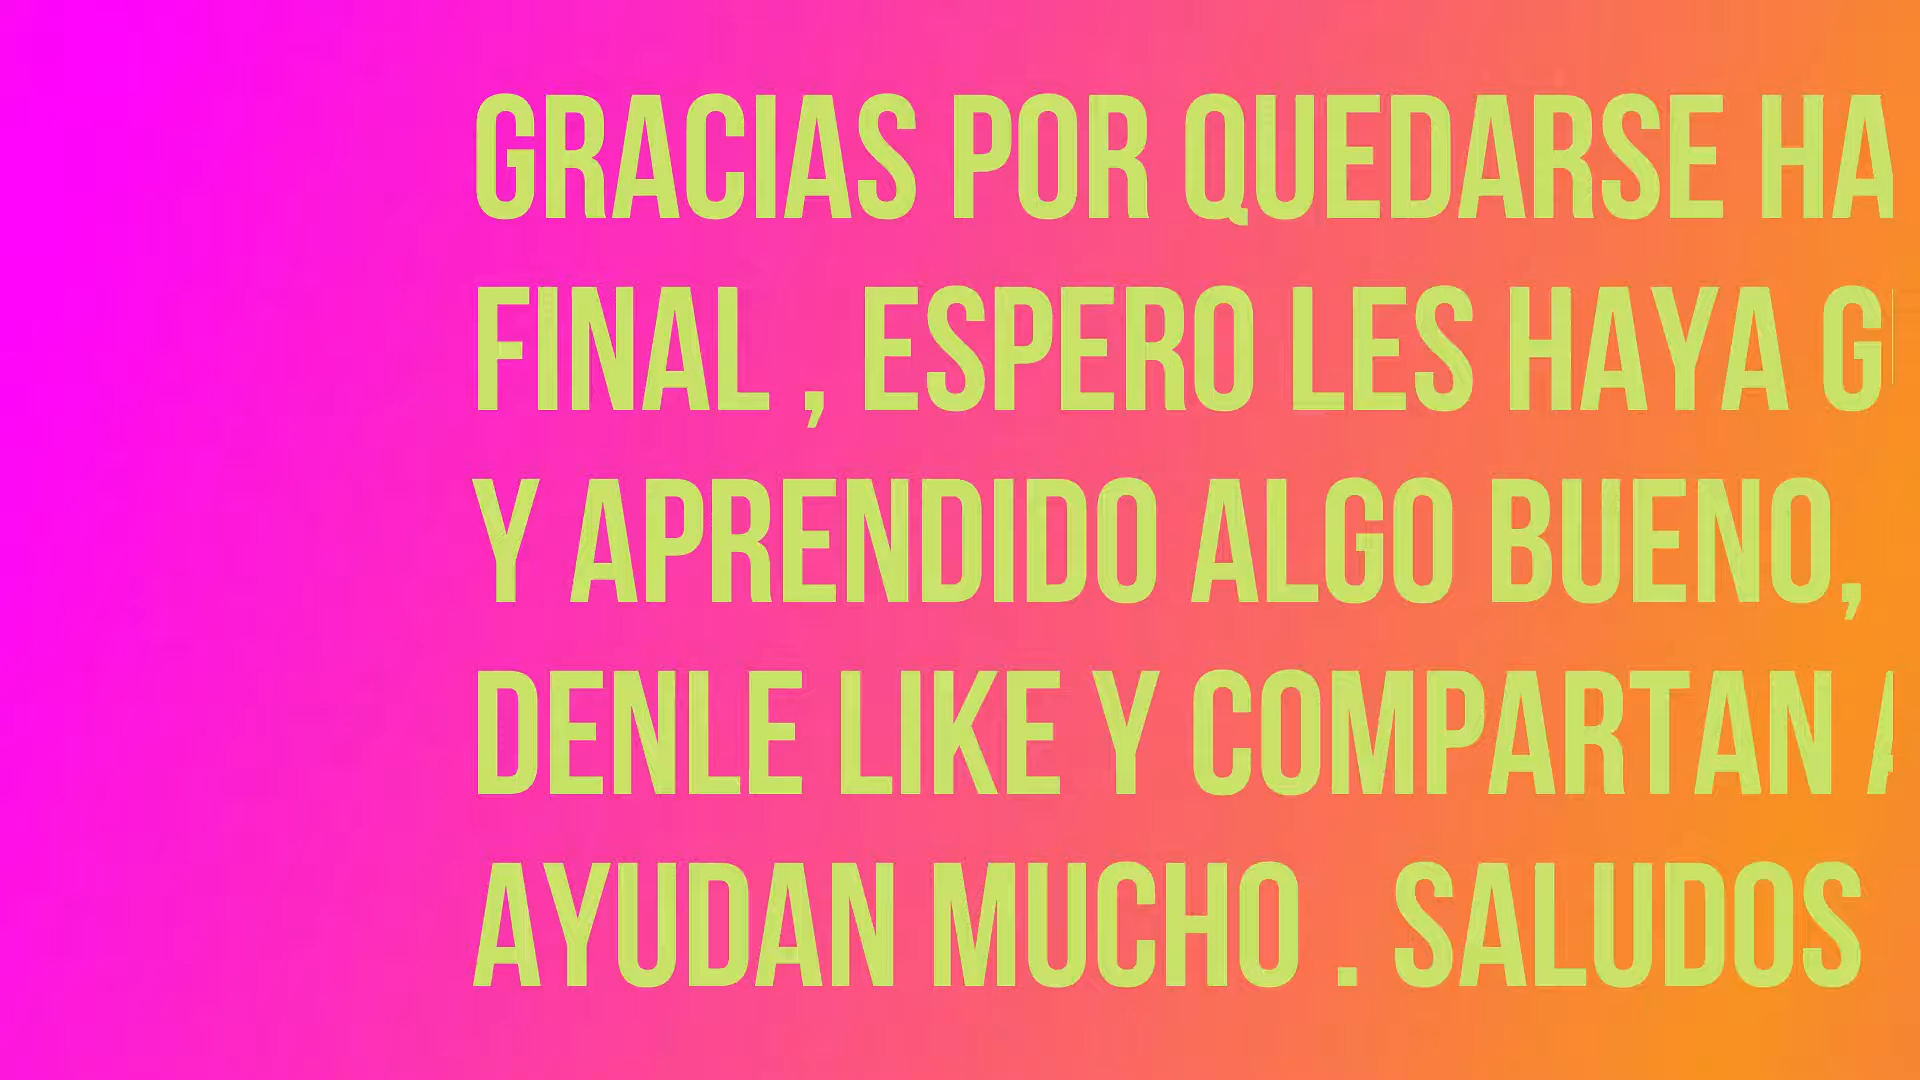 GRACIAS POR QUEDARSE HA
FINAL , ESPERO LES HAYA G
Y APRENDIDO ALGO BUENO,
DENLE LIKE Y COMPARTAN A
AYUDAN MUCHO . SALUDOS